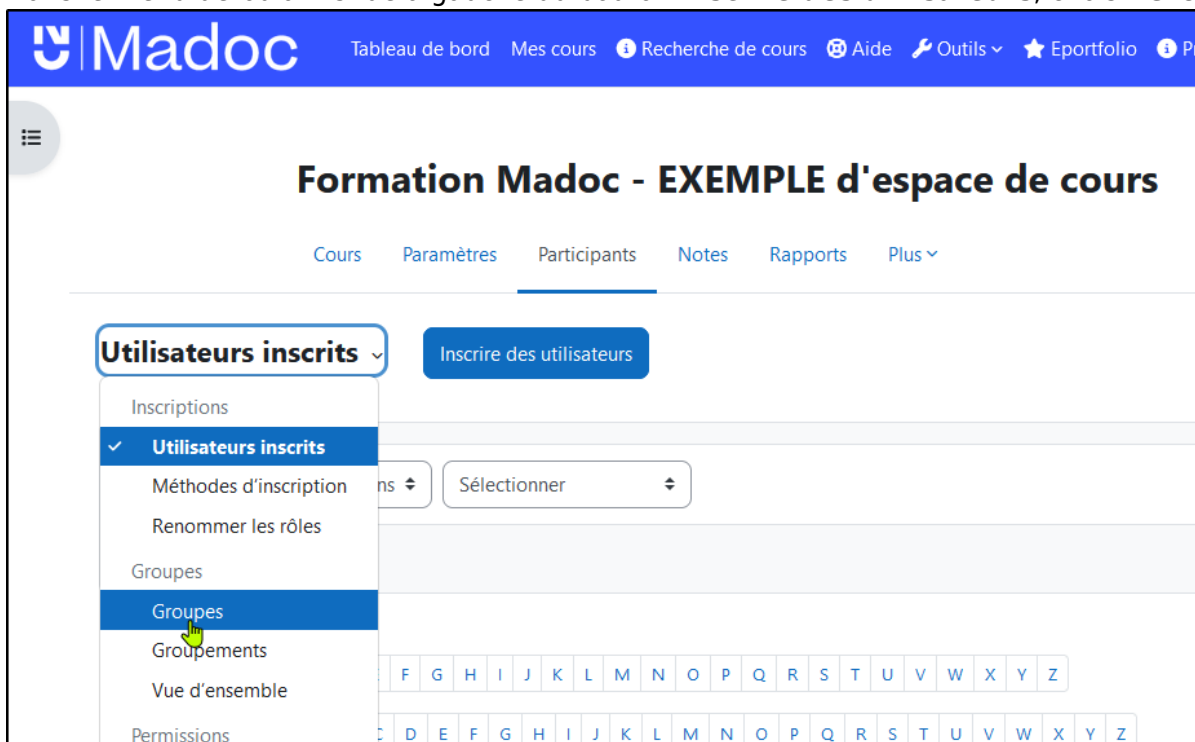 Madoc Tableau de bord Mes cours Recherche de cours Aide Outils Eportfolio
Formation Madoc - EXEMPLE d'espace de cours
Cours Paramètres Participants Notes Rapports Plus
Utilisateurs inscrits Inscrire des utilisateurs
Inscriptions
Utilisateurs inscrits
Méthodes d'inscription ns Sélectionner
Renommer les rôles
Groupes
Groupes
Groupements
F G H I J K L M N O P Q R S T U V W X Y Z
Vue d'ensemble
Permissions
D E F G H I J K L M N O P Q R S T U V W X Y Z